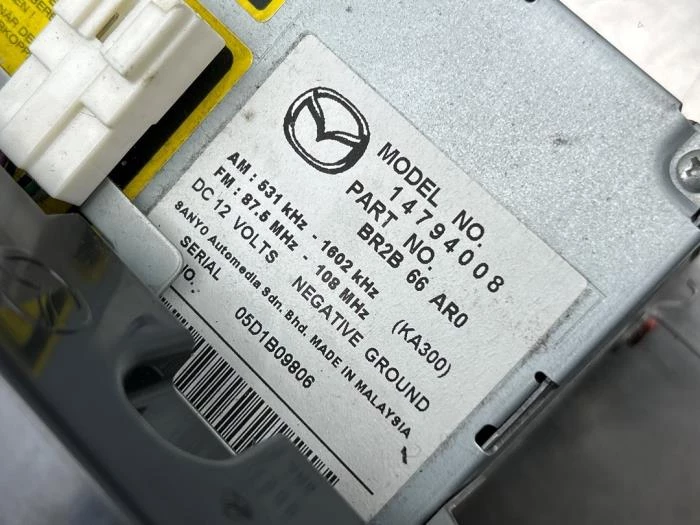 MODEL NO.
14794008
PART NO.
BR2B 66 AR0
AM : 531 kHz - 1602 kHz (KA300)
FM : 87.5 MHz - 108 MHz
DC 12 VOLTS NEGATIVE GROUND
SANYO Automedia Sdn. Bhd. MADE IN MALAYSIA
SERIAL
NO.
05D1B09806